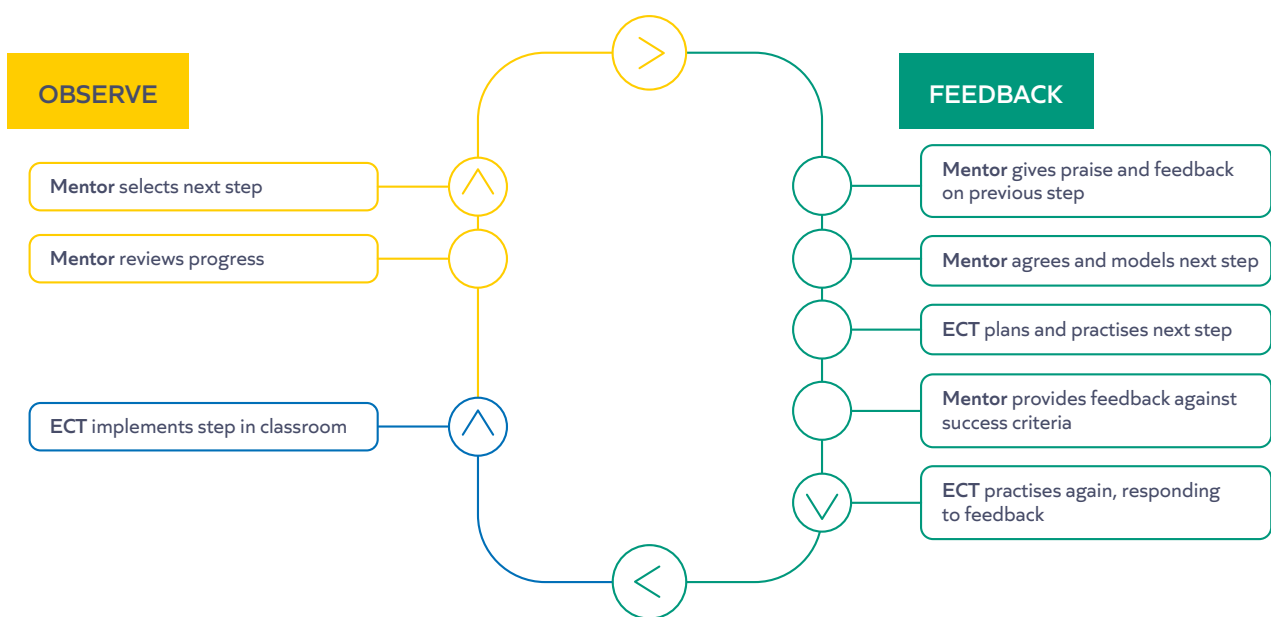 OBSERVE
Mentor selects next step
Mentor reviews progress
ECT implements step in classroom
FEEDBACK
Mentor gives praise and feedback
on previous step
Mentor agrees and models next step
ECT plans and practises next step
Mentor provides feedback against
success criteria
ECT practises again, responding
to feedback